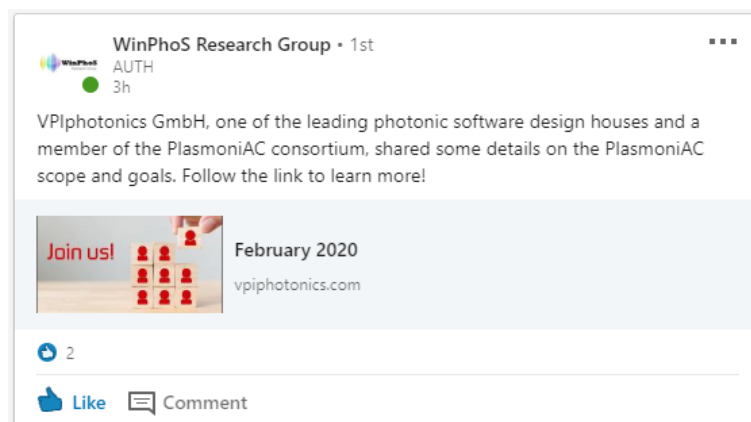 WinPhoS Research Group • 1st
WinPhoS
AUTH
3h
VPIphotonics GmbH, one of the leading photonic software design houses and a
member of the PlasmoniAC consortium, shared some details on the PlasmoniAC
scope and goals. Follow the link to learn more!
Join us!
February 2020
vpiphotonics.com
2
Like Comment